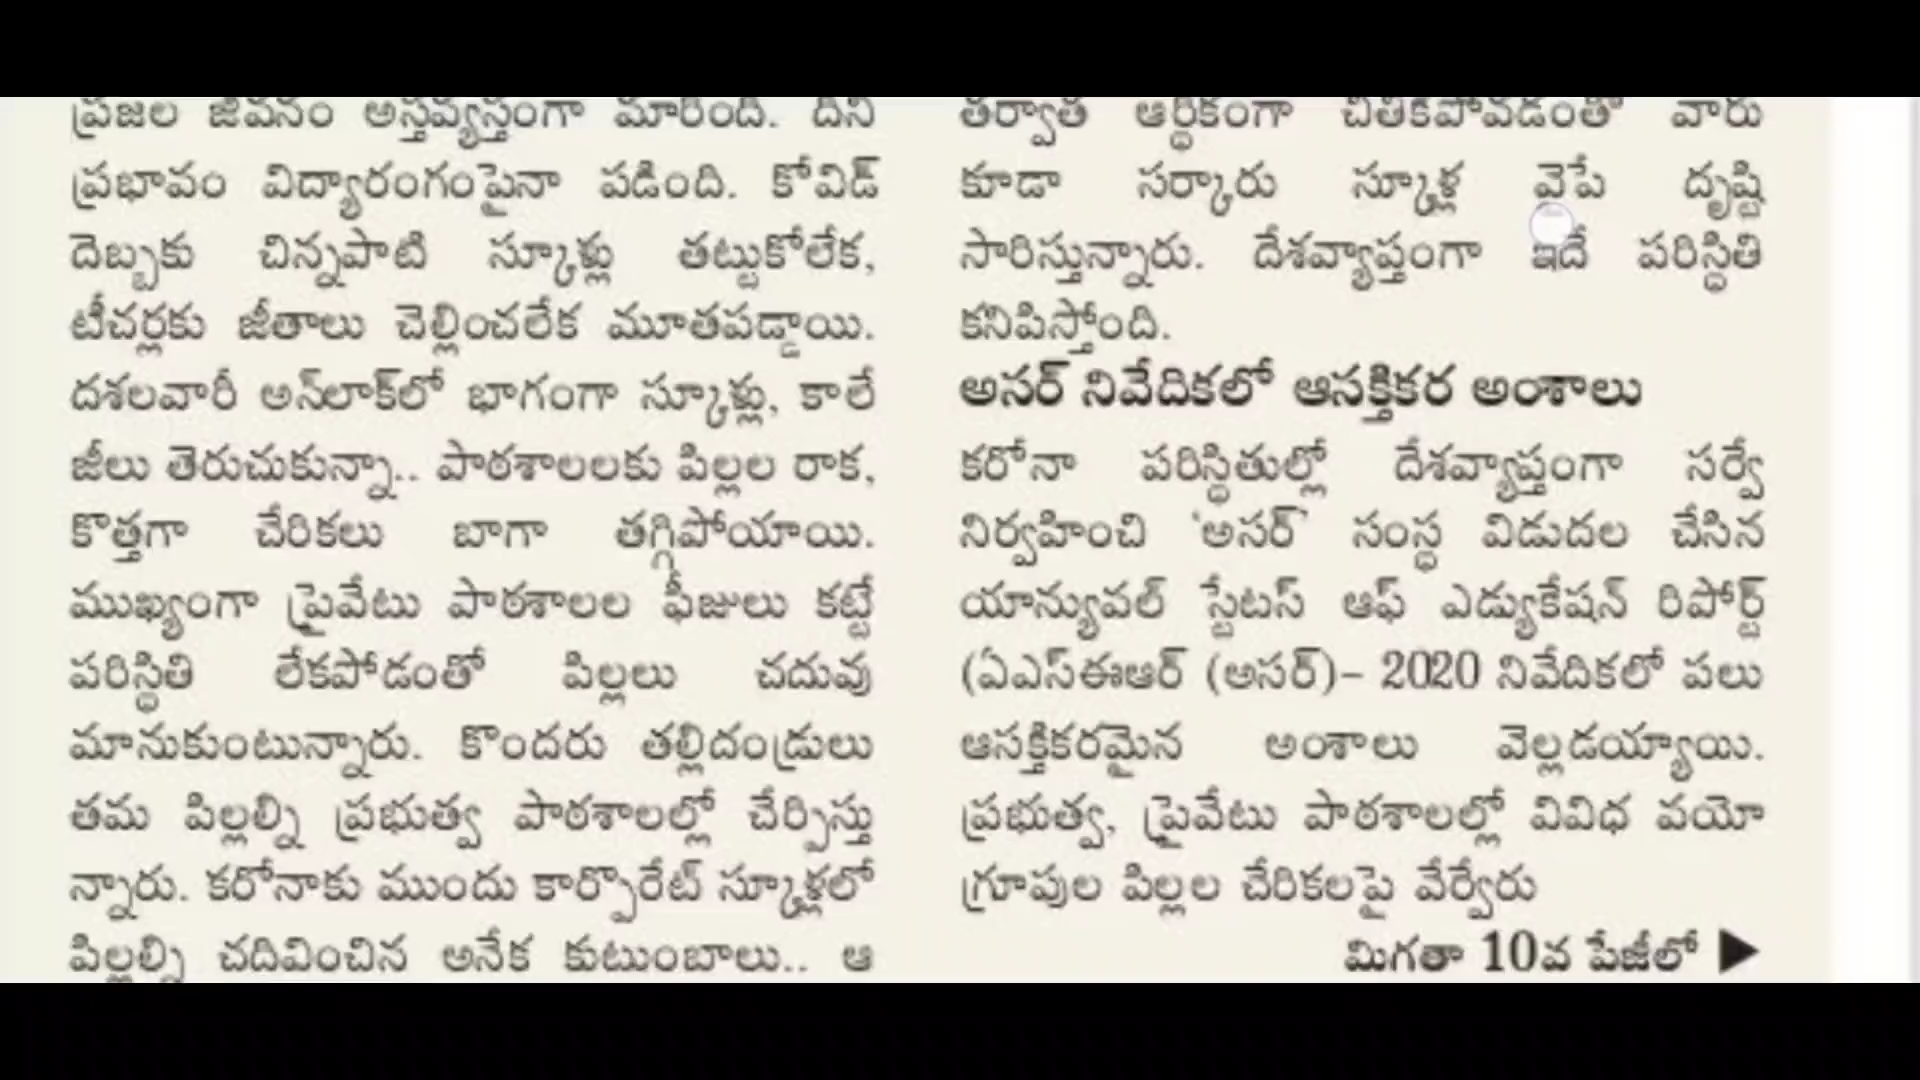 ప్రజల జీవనం అస్తవ్యస్తంగా మారింది. దీని
ప్రభావం విద్యారంగంపైనా పడింది. కోవిడ్
దెబ్బకు చిన్నపాటి స్కూళ్లు తట్టుకోలేక,
టీచర్లకు జీతాలు చెల్లించలేక మూతపడ్డాయి.
దశలవారీ అన్‌లాక్‌లో భాగంగా స్కూళ్లు, కాలే
జీలు తెరుచుకున్నా.. పాఠశాలలకు పిల్లల రాక,
కొత్తగా చేరికలు బాగా తగ్గిపోయాయి.
ముఖ్యంగా ప్రైవేటు పాఠశాలల ఫీజులు కట్టే
పరిస్థితి లేకపోడంతో పిల్లలు చదువు
మానుకుంటున్నారు. కొందరు తల్లిదండ్రులు
తమ పిల్లల్ని ప్రభుత్వ పాఠశాలల్లో చేర్పిస్తు
న్నారు. కరోనాకు ముందు కార్పొరేట్ స్కూళ్లలో
పిల్లల్ని చదివించిన అనేక కుటుంబాలు.. ఆ
తర్వాత ఆర్థికంగా చితికిపోవడంతో వారు
కూడా సర్కారు స్కూళ్ల వైపే దృష్టి
సారిస్తున్నారు. దేశవ్యాప్తంగా ఇదే పరిస్థితి
కనిపిస్తోంది.
అసర్ నివేదికలో ఆసక్తికర అంశాలు
కరోనా పరిస్థితుల్లో దేశవ్యాప్తంగా సర్వే
నిర్వహించి ‘అసర్’ సంస్థ విడుదల చేసిన
యాన్యువల్ స్టేటస్ ఆఫ్ ఎడ్యుకేషన్ రిపోర్ట్
(ఏఎస్ఈఆర్ (అసర్)- 2020 నివేదికలో పలు
ఆసక్తికరమైన అంశాలు వెల్లడయ్యాయి.
ప్రభుత్వ, ప్రైవేటు పాఠశాలల్లో వివిధ వయో
గ్రూపుల పిల్లల చేరికలపై వేర్వేరు
మిగతా 10వ పేజీలో ▶